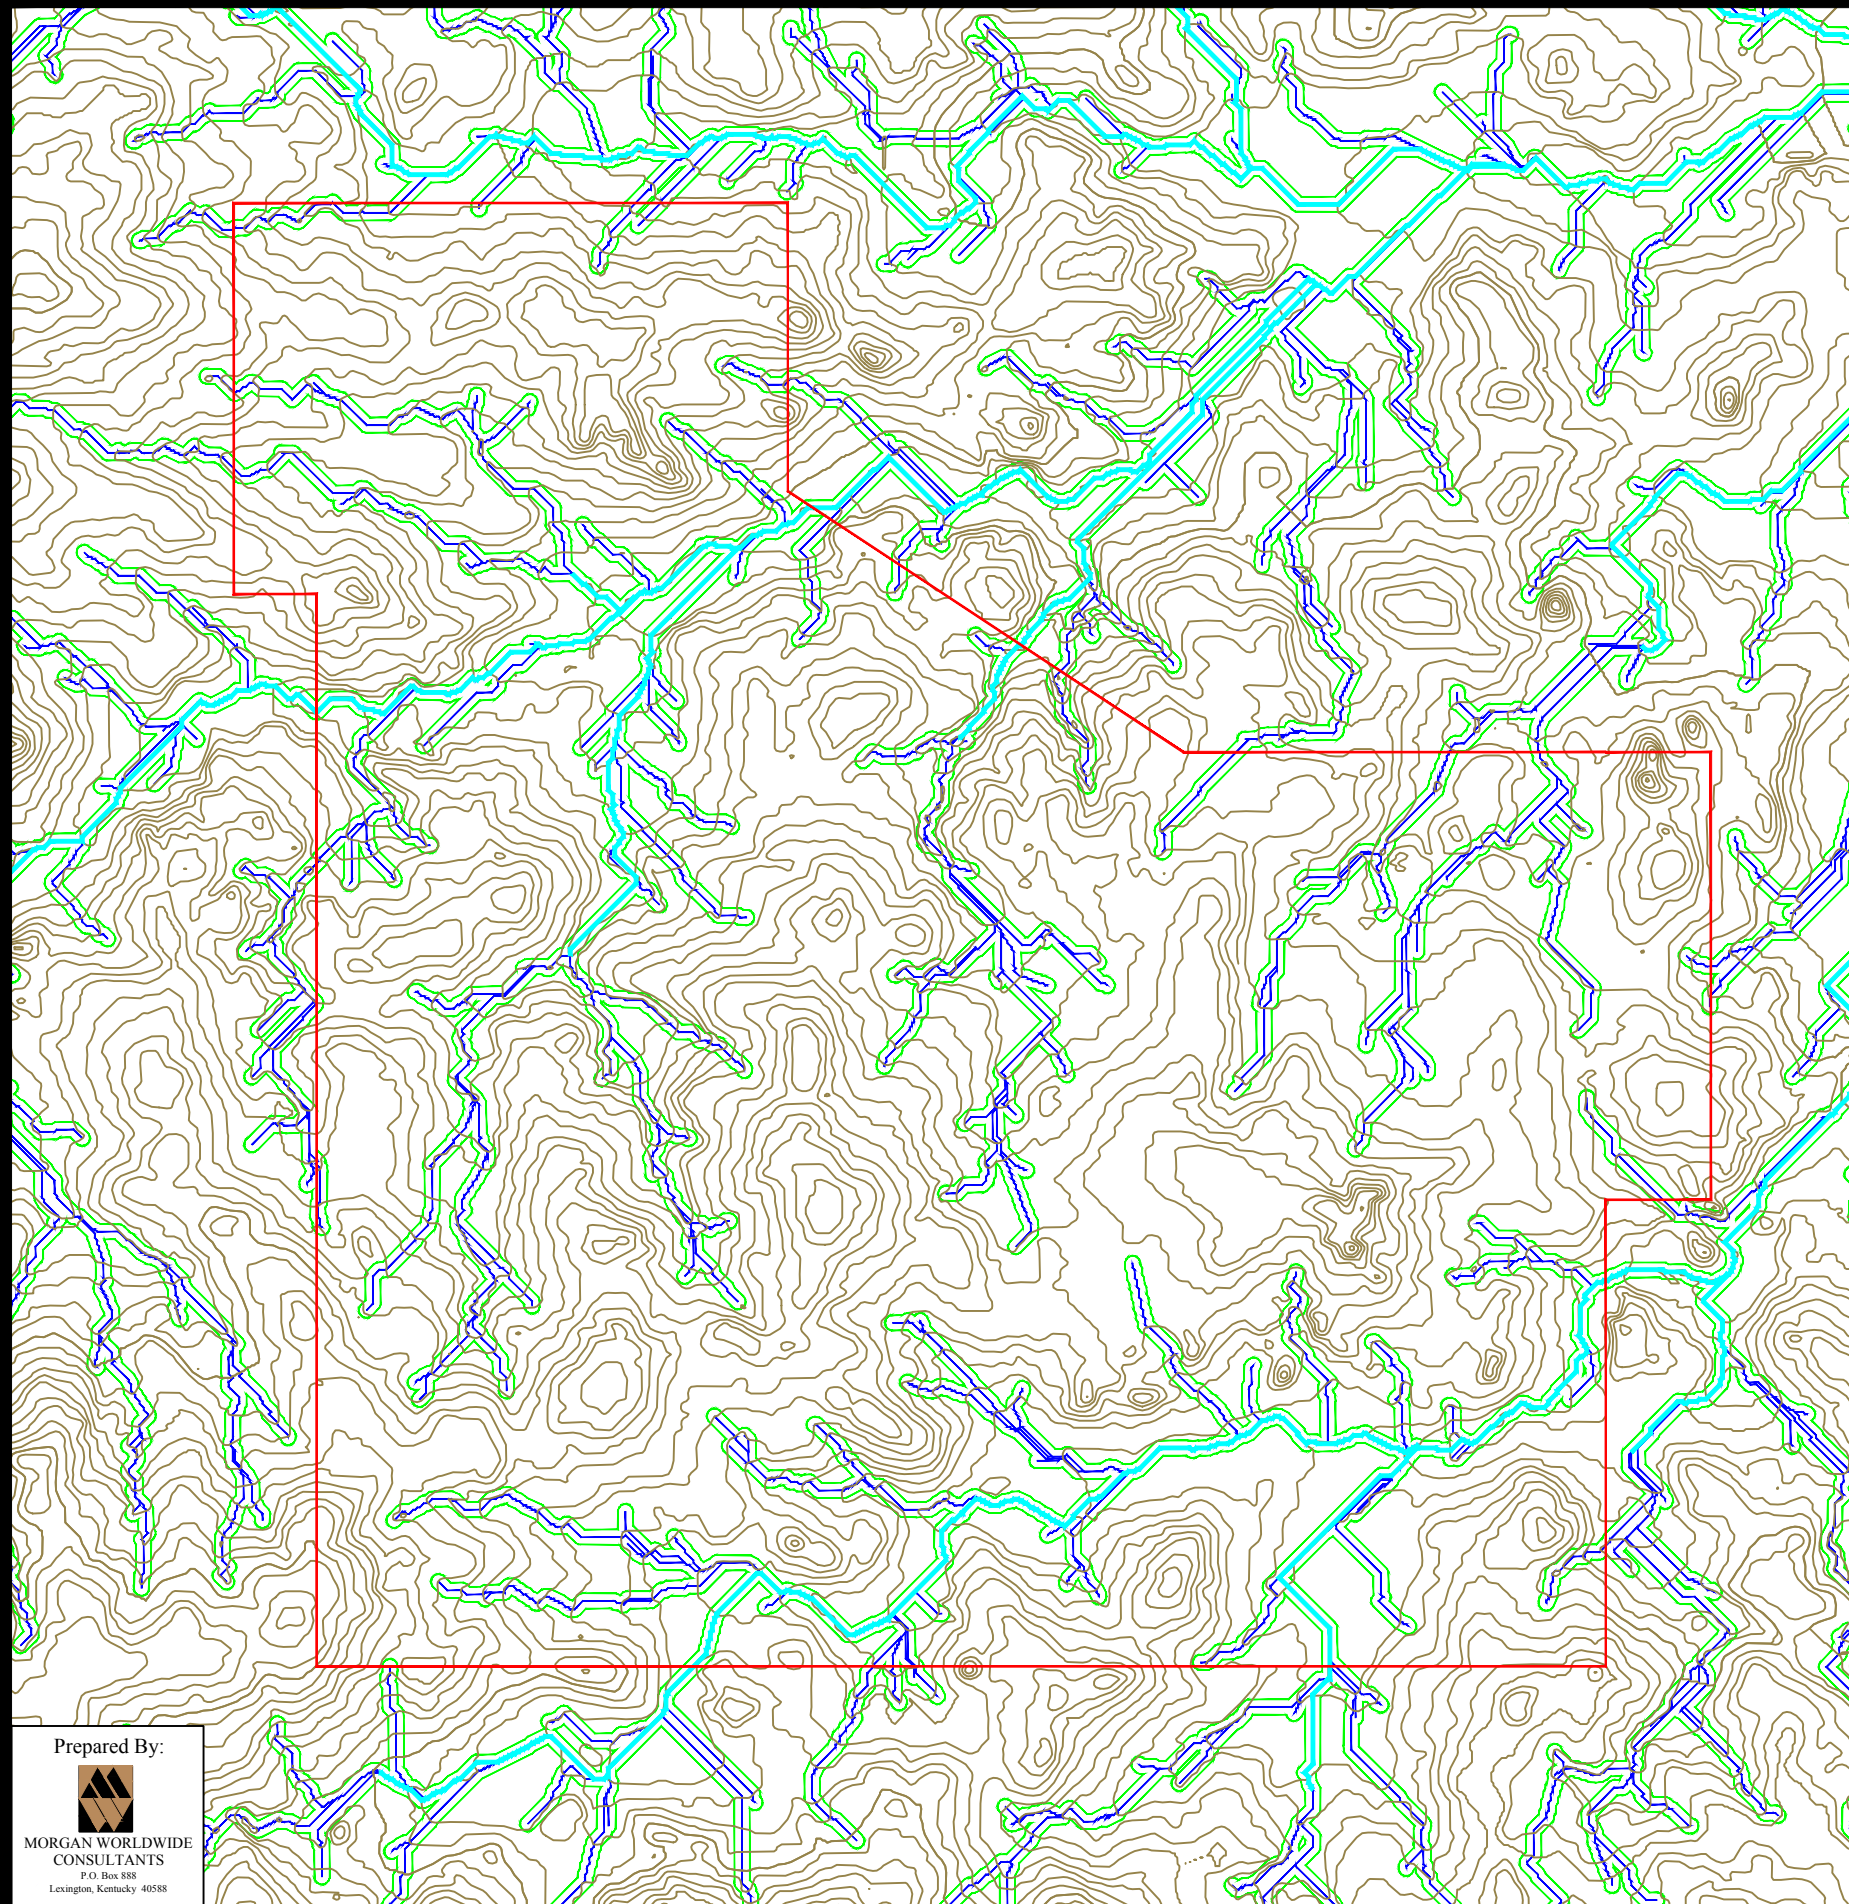 Prepared By:
MORGAN WORLDWIDE
CONSULTANTS
P.O. Box 888
Lexington, Kentucky 40588